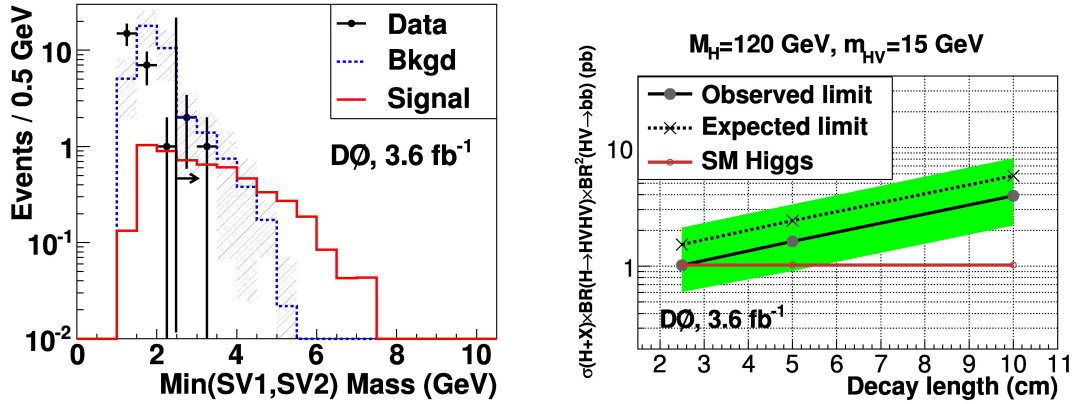 Events / 0.5 GeV
10
1
10⁻¹
10⁻²
0 2 4 6 8 10
Min(SV1,SV2) Mass (GeV)
Data
Bkgd
Signal
DØ, 3.6 fb⁻¹
M_H=120 GeV, m_HV=15 GeV
σ(H+X)×BR(H→HVHV)×BR²(HV→bb) (pb)
Observed limit
Expected limit
SM Higgs
10
1
DØ, 3.6 fb⁻¹
2 3 4 5 6 7 8 9 10 11
Decay length (cm)